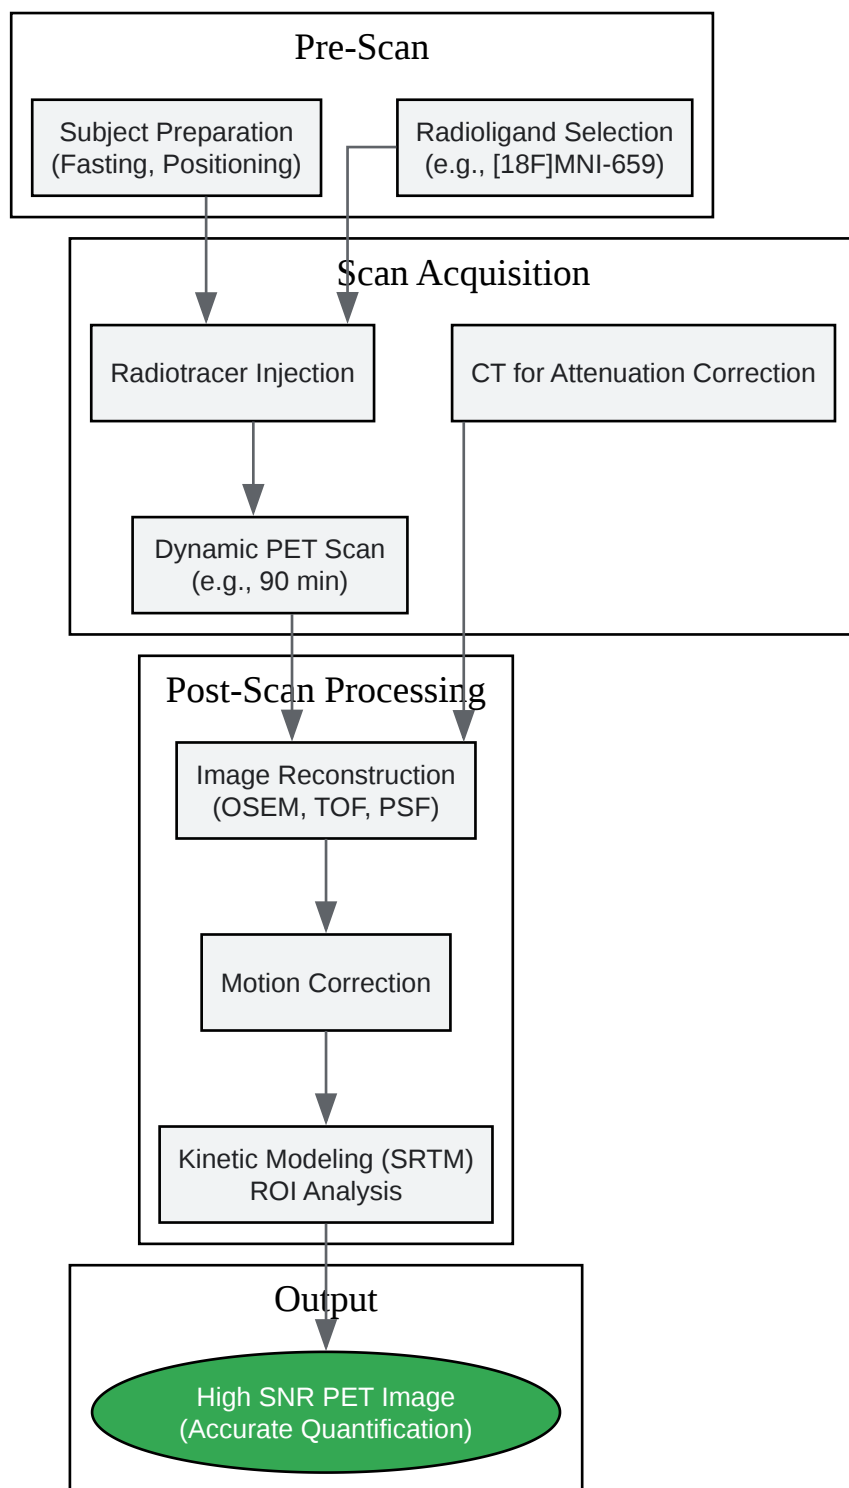 Pre-Scan
Subject Preparation
(Fasting, Positioning)
Radioligand Selection
(e.g., [18F]MNI-659)
Scan Acquisition
Radiotracer Injection
CT for Attenuation Correction
Dynamic PET Scan
(e.g., 90 min)
Post-Scan Processing
Image Reconstruction
(OSEM, TOF, PSF)
Motion Correction
Kinetic Modeling (SRTM)
ROI Analysis
Output
High SNR PET Image
(Accurate Quantification)